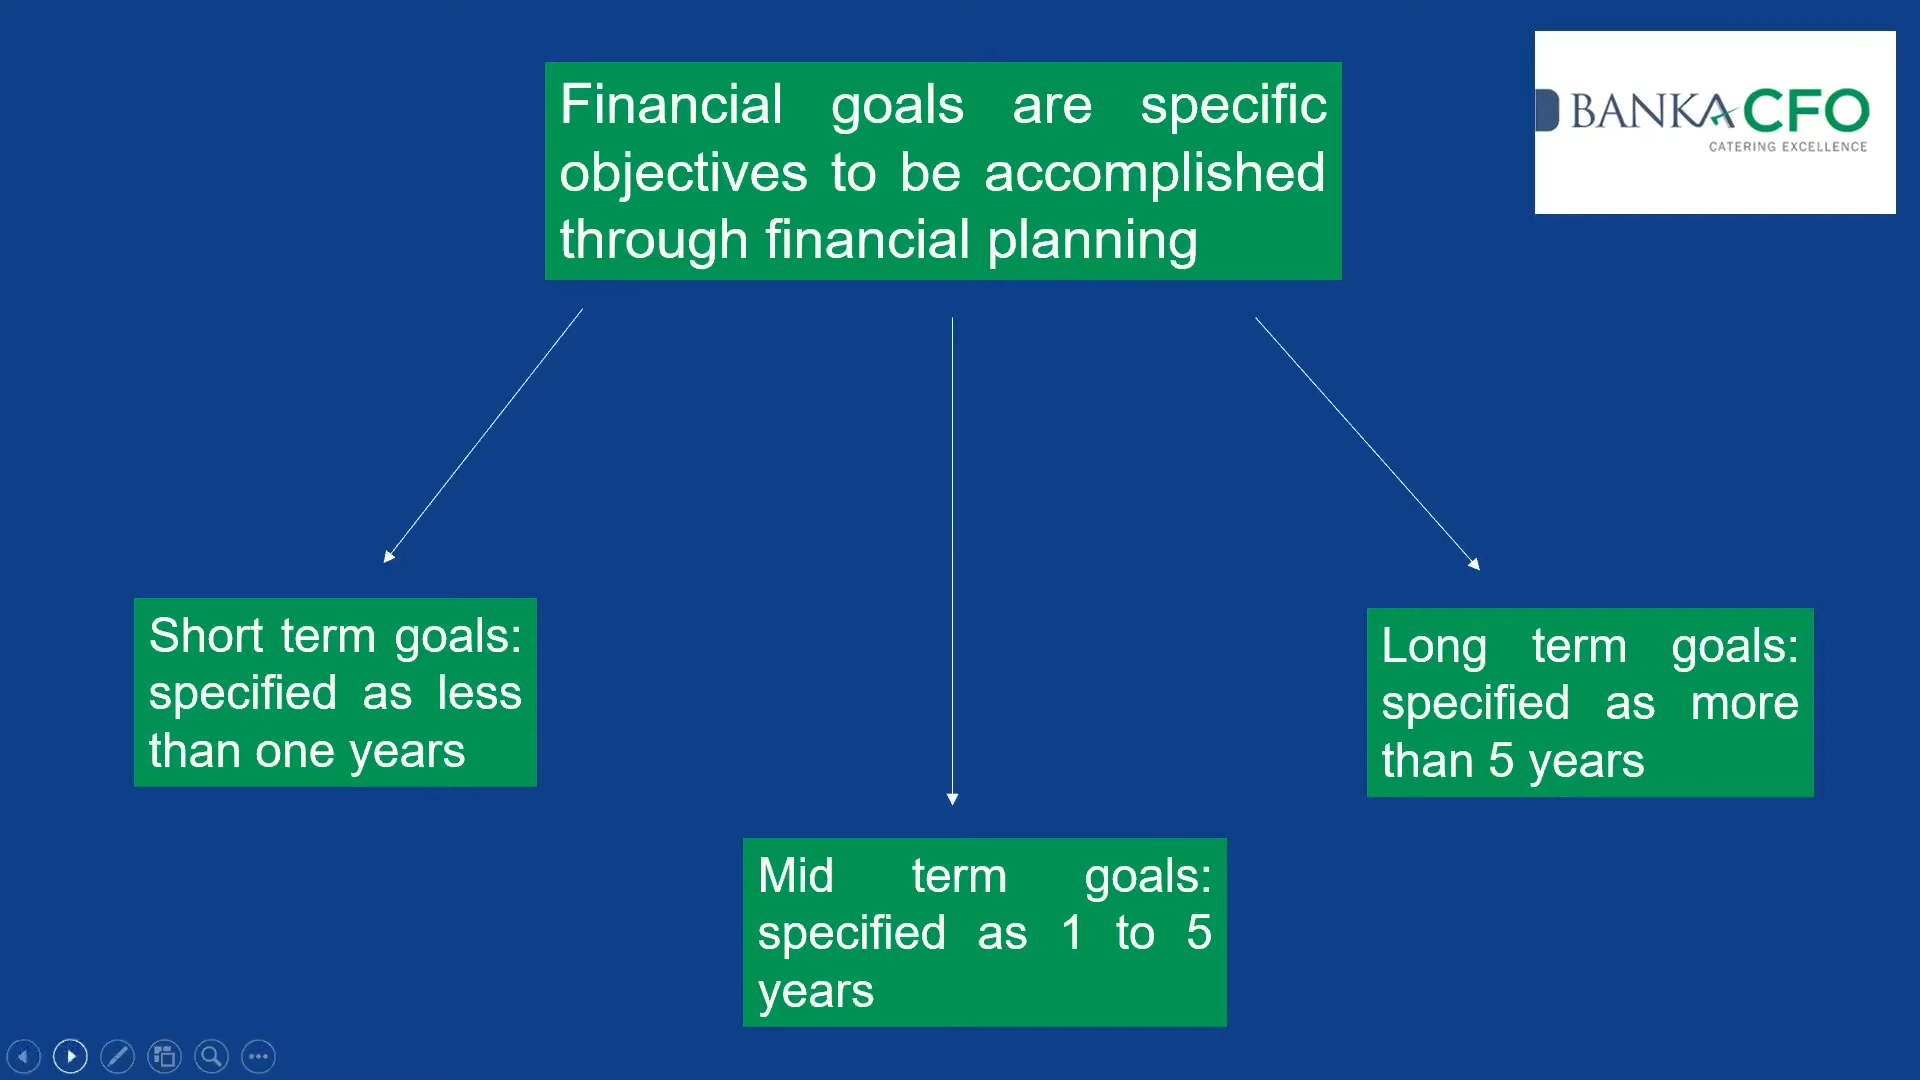 Financial goals are specific
objectives to be accomplished
through financial planning
BANKA CFO
CATERING EXCELLENCE
Short term goals:
specified as less
than one years
Long term goals:
specified as more
than 5 years
Mid term goals:
specified as 1 to 5
years